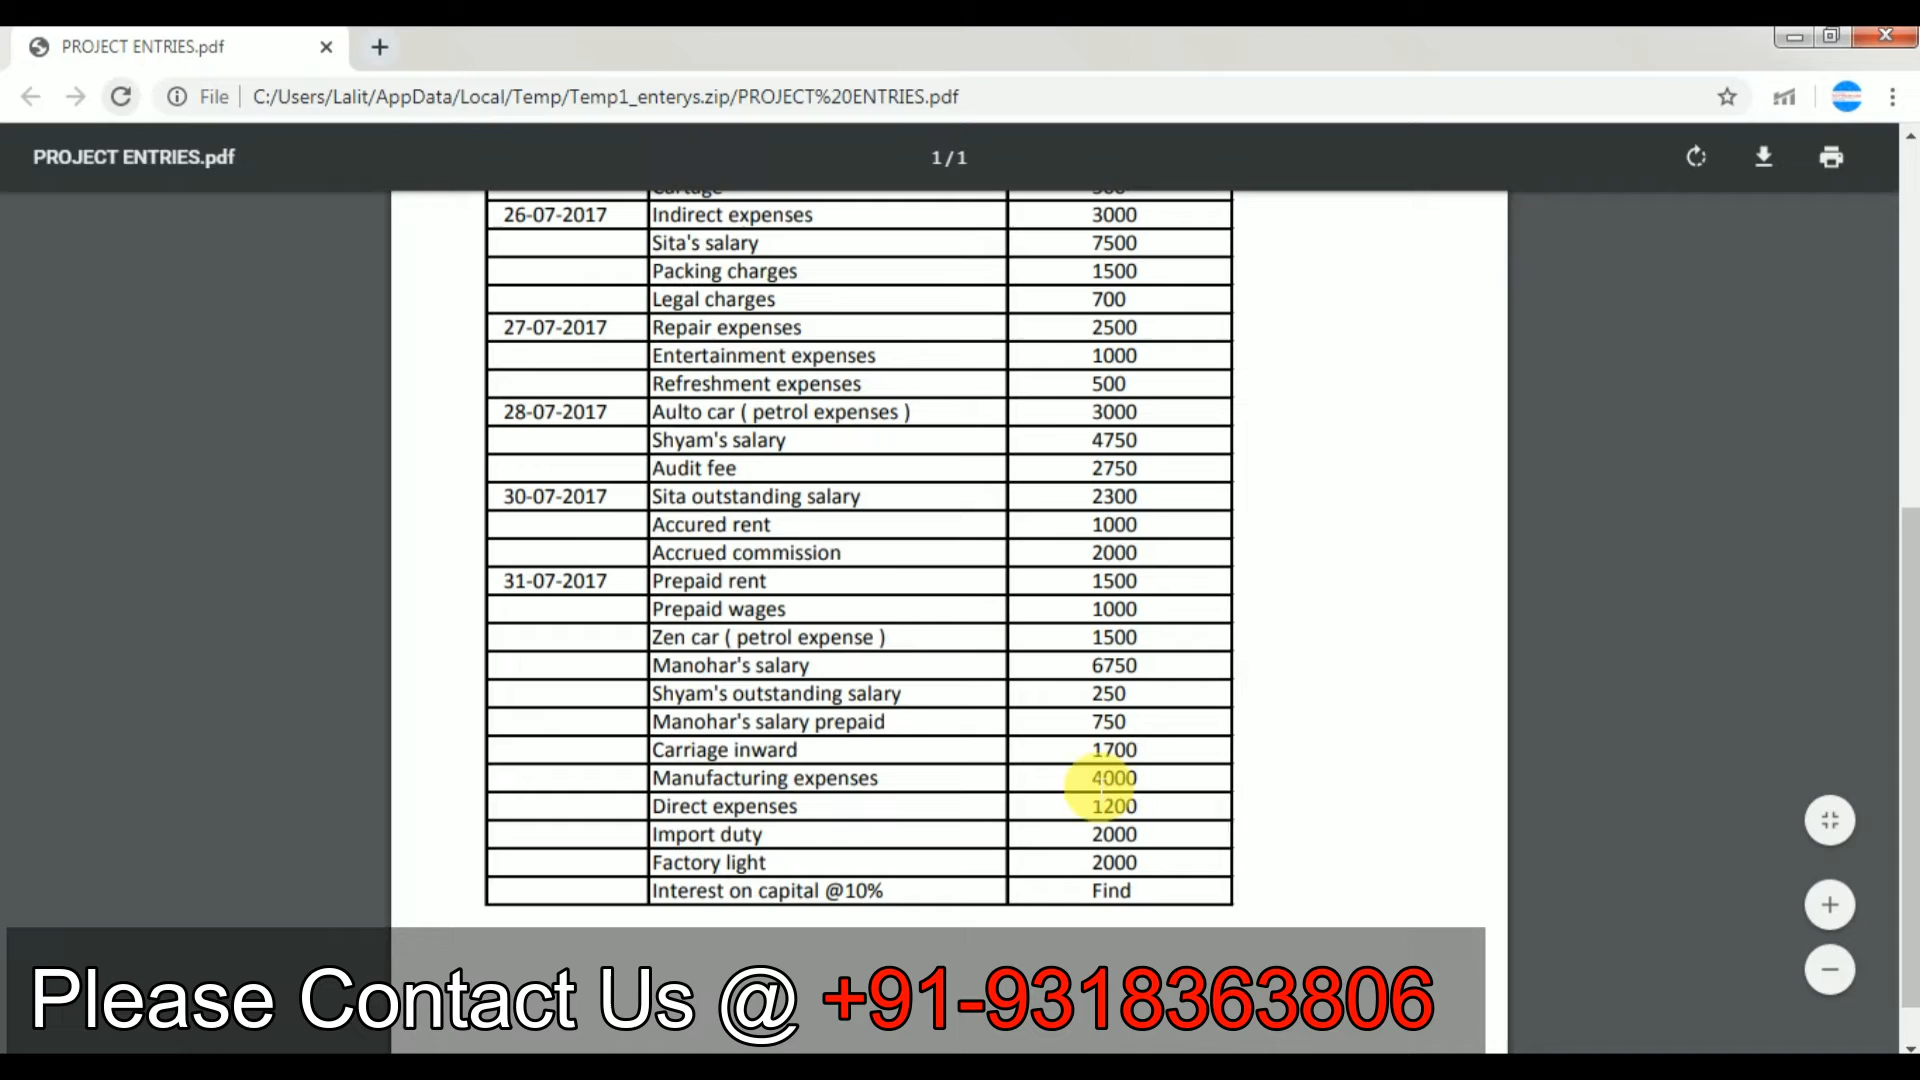 PROJECT ENTRIES.pdf
File C:/Users/Lalit/AppData/Local/Temp/Temp1_enterys.zip/PROJECT%20ENTRIES.pdf
PROJECT ENTRIES.pdf 1 / 1
Cartage
26-07-2017 Indirect expenses 3000
Sita's salary 7500
Packing charges 1500
Legal charges 700
27-07-2017 Repair expenses 2500
Entertainment expenses 1000
Refreshment expenses 500
28-07-2017 Aulto car ( petrol expenses ) 3000
Shyam's salary 4750
Audit fee 2750
30-07-2017 Sita outstanding salary 2300
Accured rent 1000
Accrued commission 2000
31-07-2017 Prepaid rent 1500
Prepaid wages 1000
Zen car ( petrol expense ) 1500
Manohar's salary 6750
Shyam's outstanding salary 250
Manohar's salary prepaid 750
Carriage inward 1700
Manufacturing expenses 4000
Direct expenses 1200
Import duty 2000
Factory light 2000
Interest on capital @10% Find
Please Contact Us @ +91-9318363806